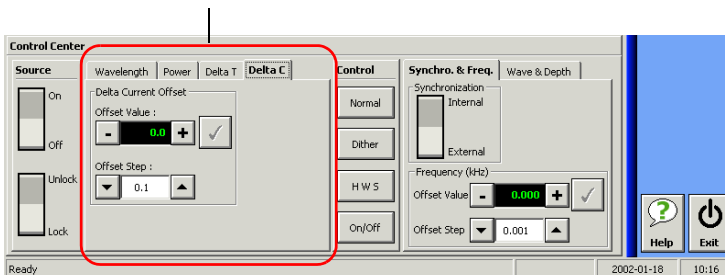 Control Center
Source
On
Off
Unlock
Lock
Wavelength Power Delta T Delta C
Delta Current Offset
Offset Value :
- 0.0 +
Offset Step :
0.1
Control
Normal
Dither
H W S
On/Off
Synchro. & Freq. Wave & Depth
Synchronization
Internal
External
Frequency (kHz)
Offset Value - 0.000 +
Offset Step 0.001
Help
Exit
Ready
2002-01-18 10:16